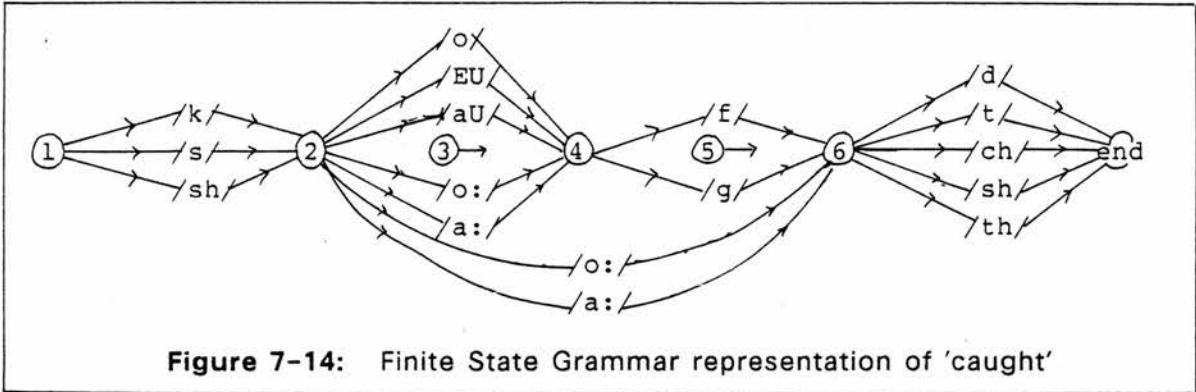 /o/
/EU/
/aU/
/k/ /f/ /d/
/t/
1 /s/ 2 3 4 5 6 /ch/ end
/sh/ /o:/ /g/ /sh/
/a:/ /th/
/o:/
/a:/
Figure 7-14: Finite State Grammar representation of 'caught'